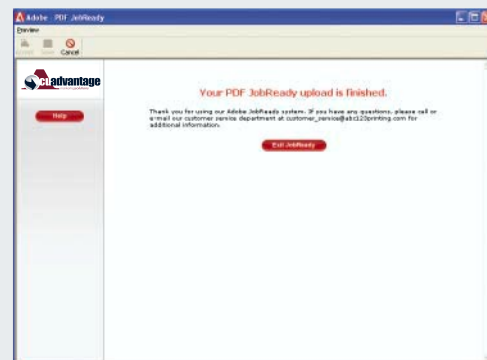 Adobe PDF JobReady
Preview
Cancel
advantage
Help
Your PDF JobReady upload is finished.
Thank you for using our Adobe JobReady system. If you have any questions, please call or
e-mail our customer service department at customer_service@abc123printing.com for
additional information.
Exit JobReady